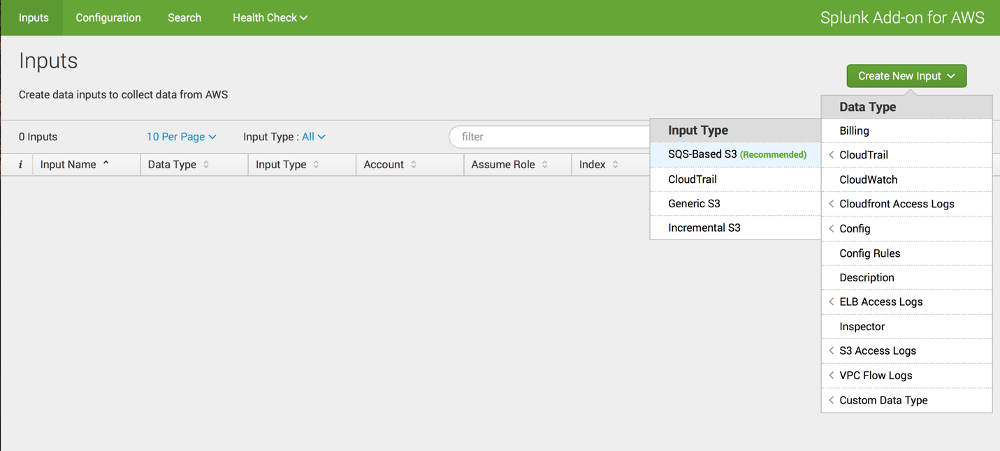 Inputs Configuration Search Health Check Splunk Add-on for AWS
Inputs
Create New Input
Create data inputs to collect data from AWS
0 Inputs 10 Per Page Input Type : All filter
i Input Name Data Type Input Type Account Assume Role Index
Input Type
SQS-Based S3 (Recommended)
CloudTrail
Generic S3
Incremental S3
Data Type
Billing
CloudTrail
CloudWatch
Cloudfront Access Logs
Config
Config Rules
Description
ELB Access Logs
Inspector
S3 Access Logs
VPC Flow Logs
Custom Data Type